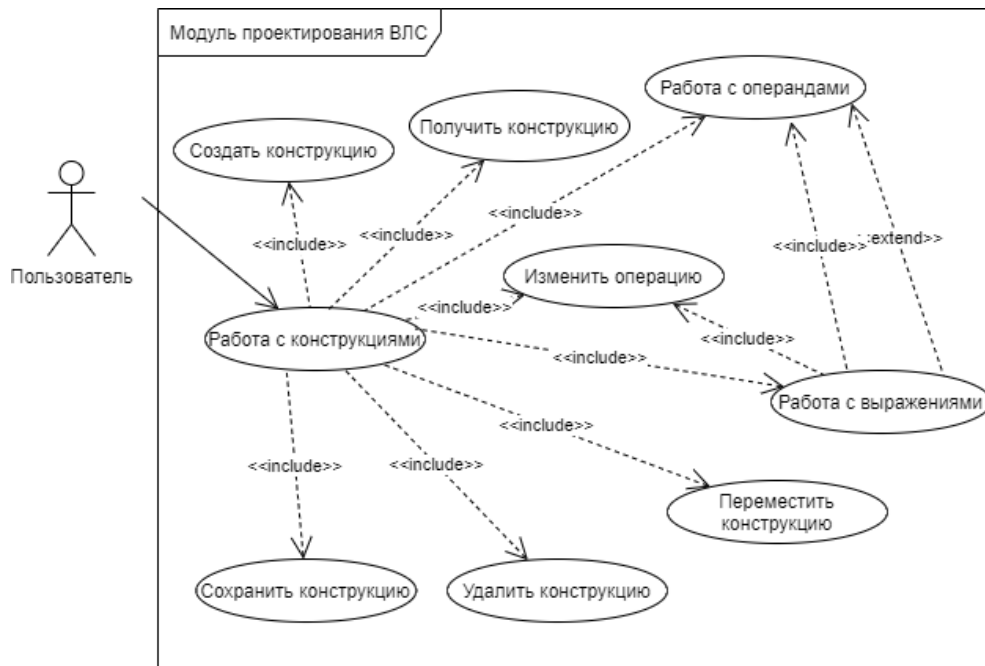 Модуль проектирования ВЛС
Работа с операндами
Получить конструкцию
Создать конструкцию
<<include>>
<<include>>
<<include>>
<<include>>
:extend>>
Пользователь
Изменить операцию
<<include>>
Работа с конструкциями
<<include>>
<<include>>
Работа с выражениями
<<include>>
<<include>>
<<include>>
Переместить
конструкцию
Сохранить конструкцию
Удалить конструкцию